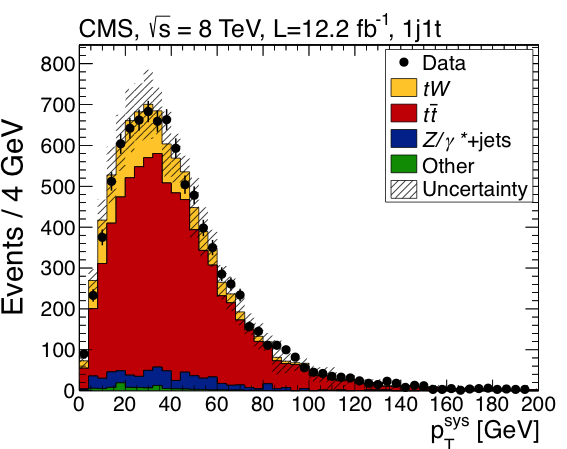 CMS, √s = 8 TeV, L=12.2 fb⁻¹, 1j1t
Events / 4 GeV
800
700
600
500
400
300
200
100
0
Data
tW
tt̄
Z/γ*+jets
Other
Uncertainty
0 20 40 60 80 100 120 140 160 180 200
p_T^sys [GeV]